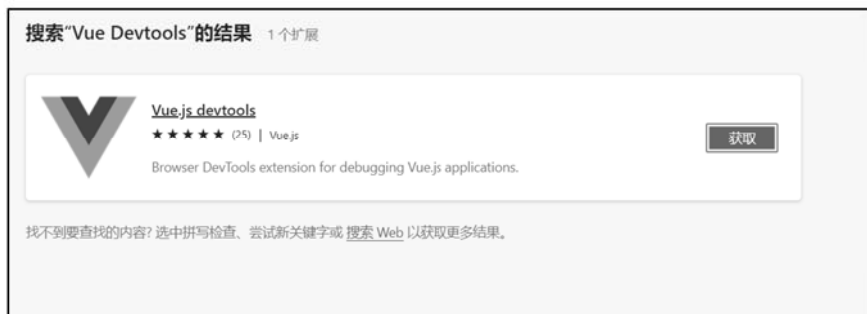 搜索“Vue Devtools”的结果 1 个扩展
Vue.js devtools
★★★★★ (25) | Vue.js
获取
Browser DevTools extension for debugging Vue.js applications.
找不到要查找的内容? 选中拼写检查、尝试新关键字或 搜索 Web 以获取更多结果。